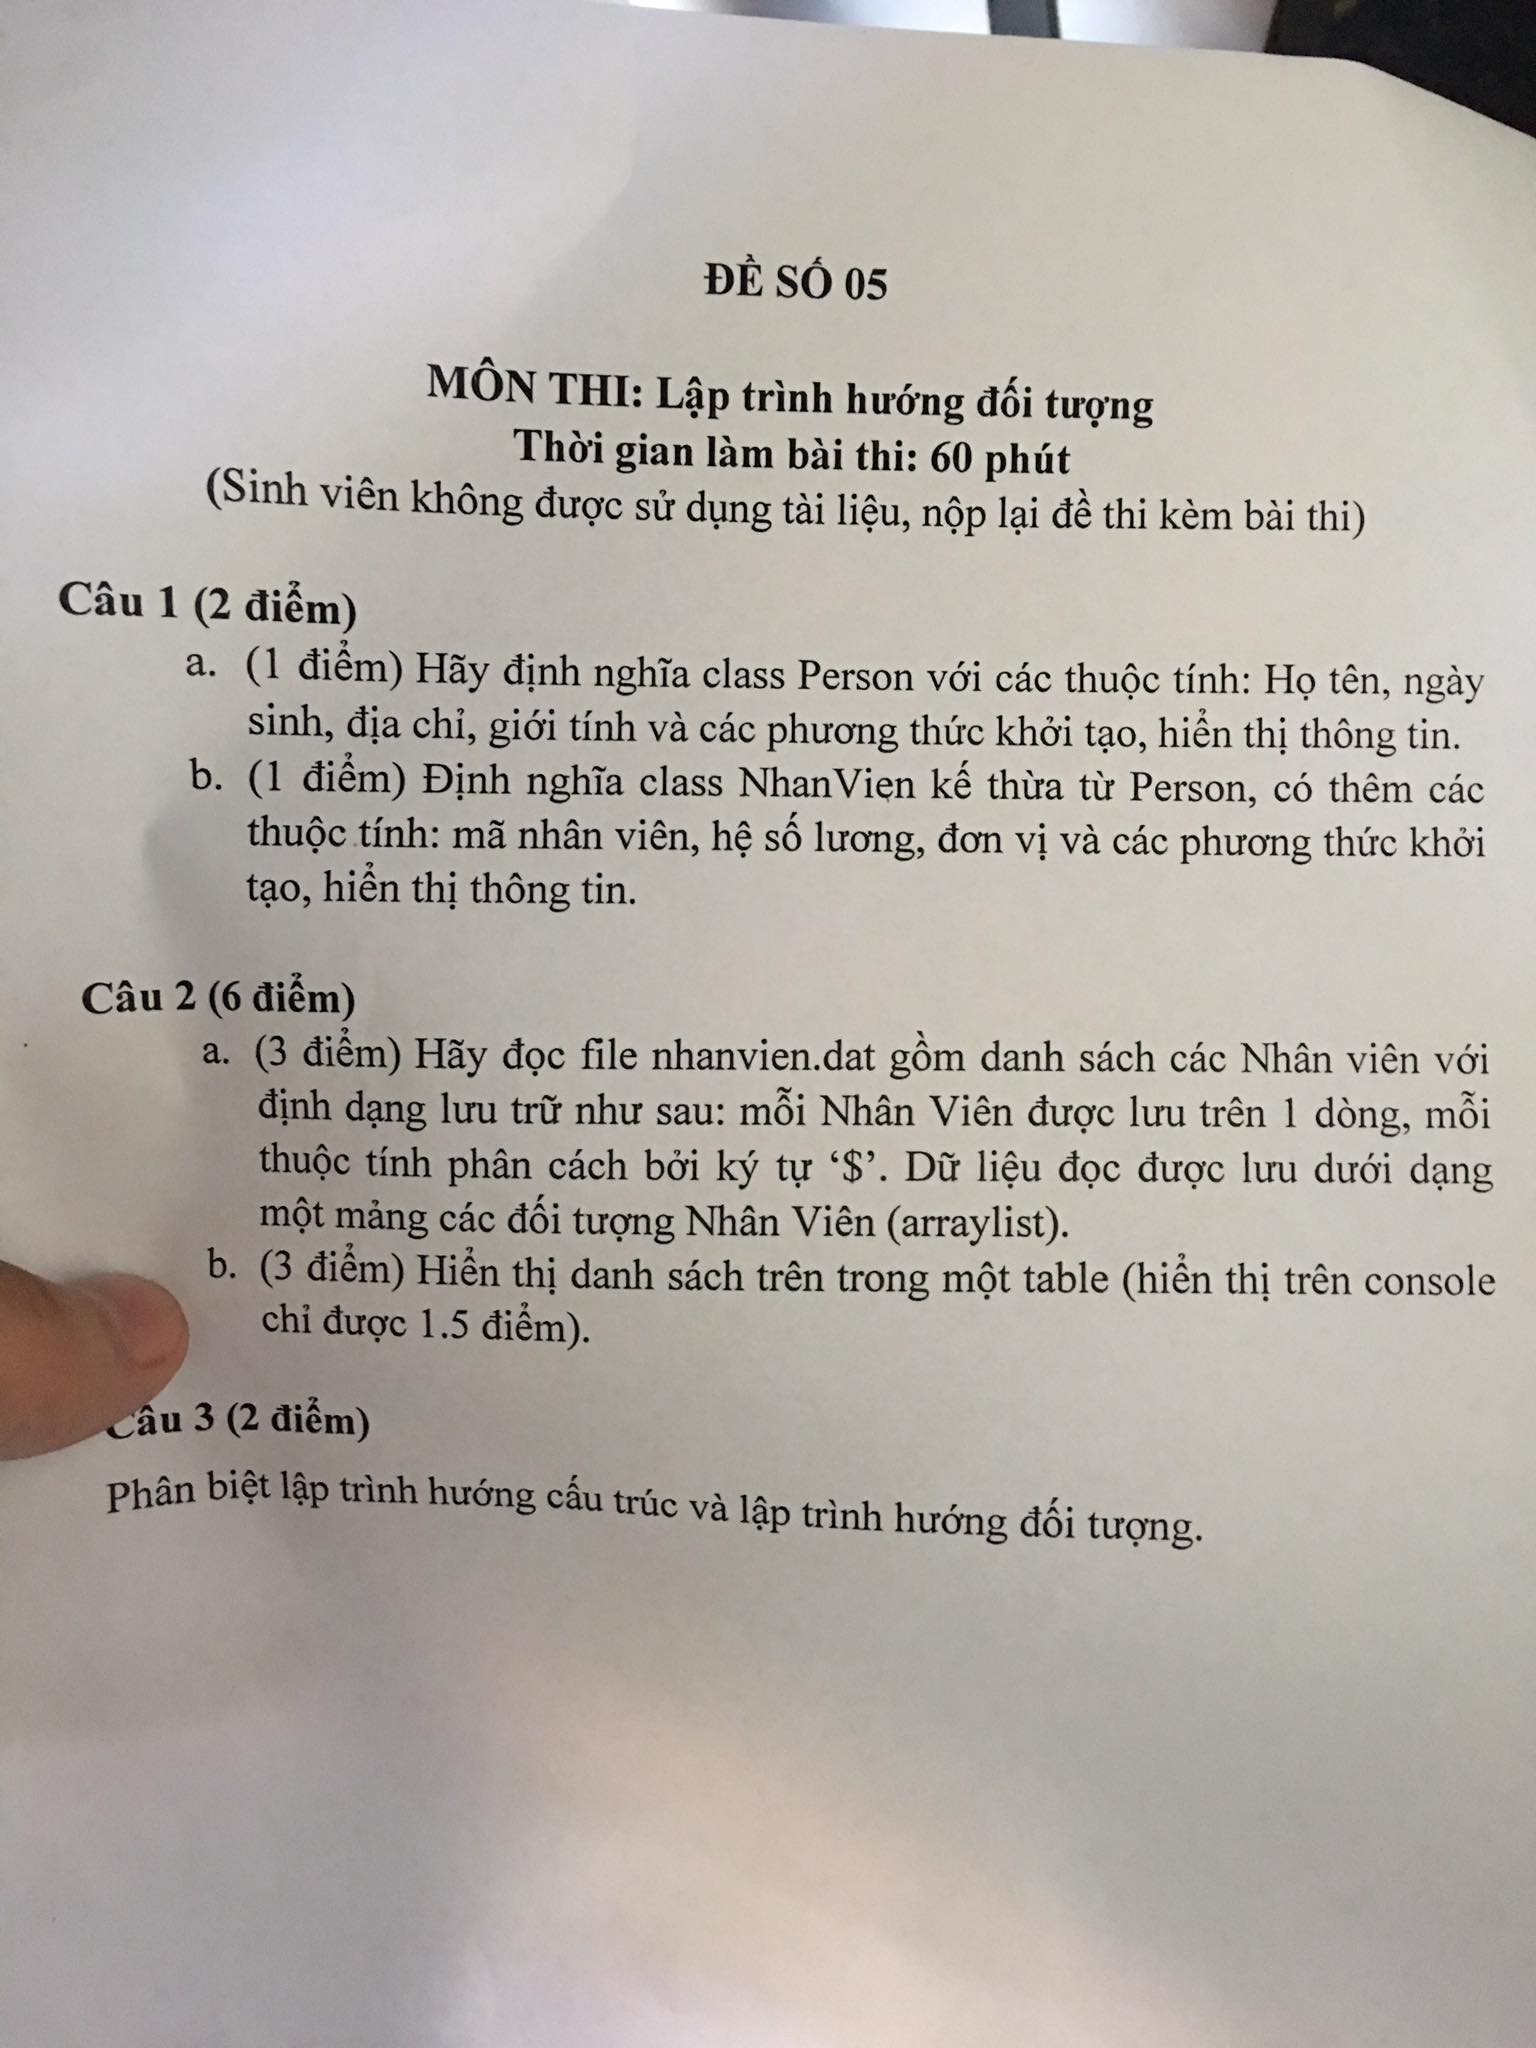 ĐỀ SỐ 05
MÔN THI: Lập trình hướng đối tượng
Thời gian làm bài thi: 60 phút
(Sinh viên không được sử dụng tài liệu, nộp lại đề thi kèm bài thi)
Câu 1 (2 điểm)
a. (1 điểm) Hãy định nghĩa class Person với các thuộc tính: Họ tên, ngày
sinh, địa chỉ, giới tính và các phương thức khởi tạo, hiển thị thông tin.
b. (1 điểm) Định nghĩa class NhanVien kế thừa từ Person, có thêm các
thuộc tính: mã nhân viên, hệ số lương, đơn vị và các phương thức khởi
tạo, hiển thị thông tin.
Câu 2 (6 điểm)
a. (3 điểm) Hãy đọc file nhanvien.dat gồm danh sách các Nhân viên với
định dạng lưu trữ như sau: mỗi Nhân Viên được lưu trên 1 dòng, mỗi
thuộc tính phân cách bởi ký tự ‘$’. Dữ liệu đọc được lưu dưới dạng
một mảng các đối tượng Nhân Viên (arraylist).
b. (3 điểm) Hiển thị danh sách trên trong một table (hiển thị trên console
chỉ được 1.5 điểm).
Câu 3 (2 điểm)
Phân biệt lập trình hướng cấu trúc và lập trình hướng đối tượng.